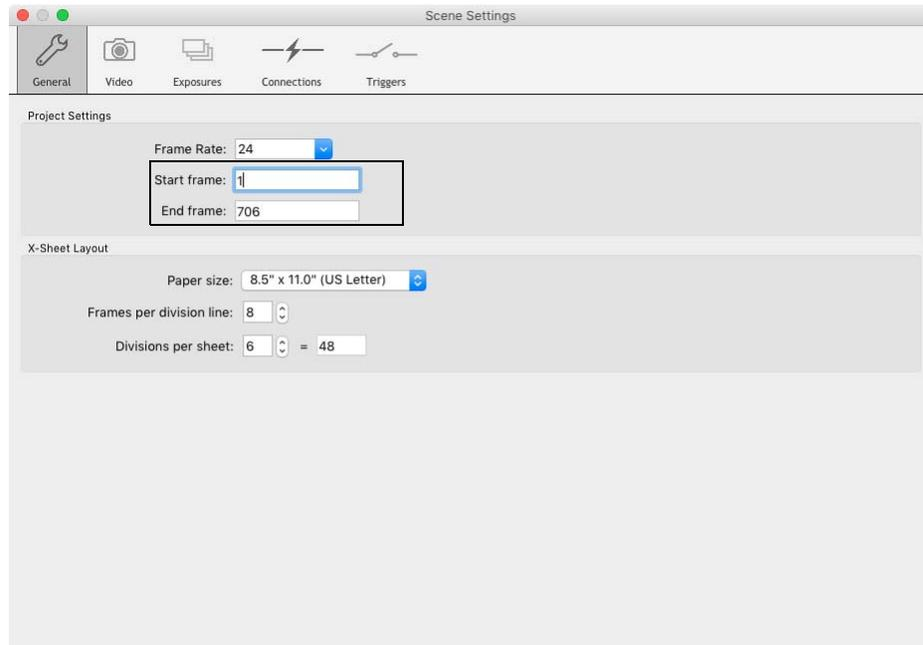 Scene Settings
General Video Exposures Connections Triggers
Project Settings
Frame Rate: 24
Start frame: 1
End frame: 706
X-Sheet Layout
Paper size: 8.5" x 11.0" (US Letter)
Frames per division line: 8
Divisions per sheet: 6 = 48